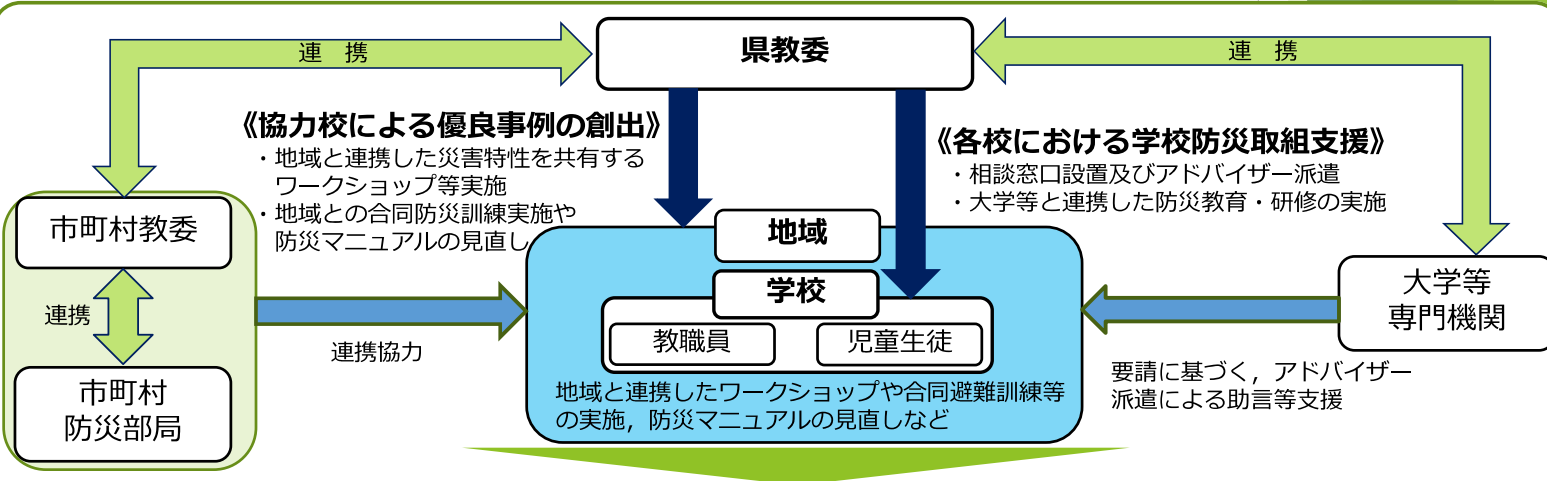 連 携
県教委
連 携
《協力校による優良事例の創出》
・地域と連携した災害特性を共有する
ワークショップ等実施
・地域との合同防災訓練実施や
防災マニュアルの見直し
《各校における学校防災取組支援》
・相談窓口設置及びアドバイザー派遣
・大学等と連携した防災教育・研修の実施
市町村教委
連携
市町村
防災部局
連携協力
地域
学校
教職員
児童生徒
地域と連携したワークショップや合同避難訓練等
の実施，防災マニュアルの見直しなど
大学等
専門機関
要請に基づく，アドバイザー
派遣による助言等支援